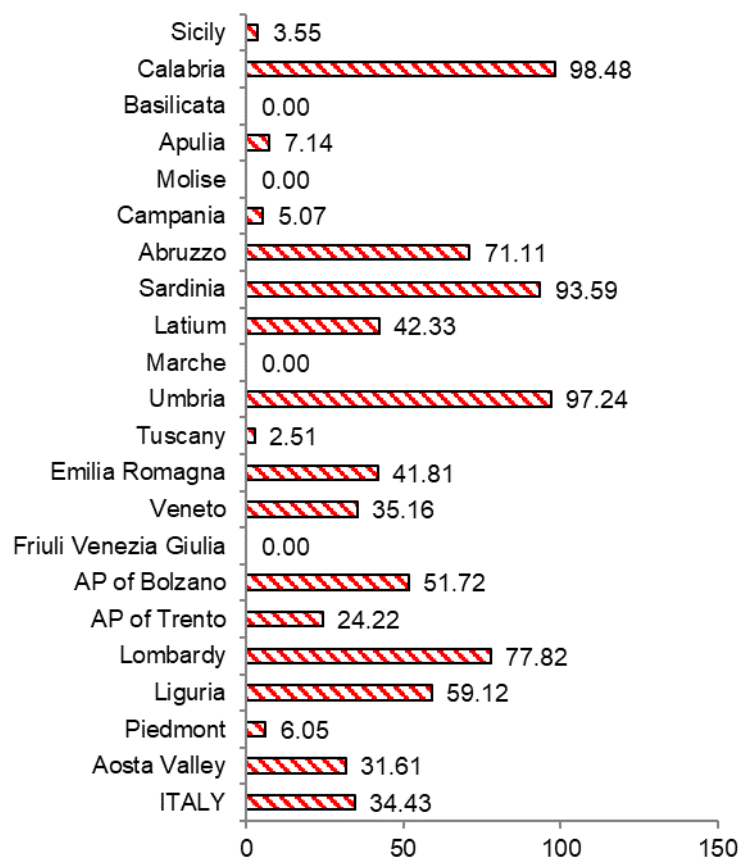 Sicily 3.55
Calabria 98.48
Basilicata 0.00
Apulia 7.14
Molise 0.00
Campania 5.07
Abruzzo 71.11
Sardinia 93.59
Latium 42.33
Marche 0.00
Umbria 97.24
Tuscany 2.51
Emilia Romagna 41.81
Veneto 35.16
Friuli Venezia Giulia 0.00
AP of Bolzano 51.72
AP of Trento 24.22
Lombardy 77.82
Liguria 59.12
Piedmont 6.05
Aosta Valley 31.61
ITALY 34.43
0 50 100 150